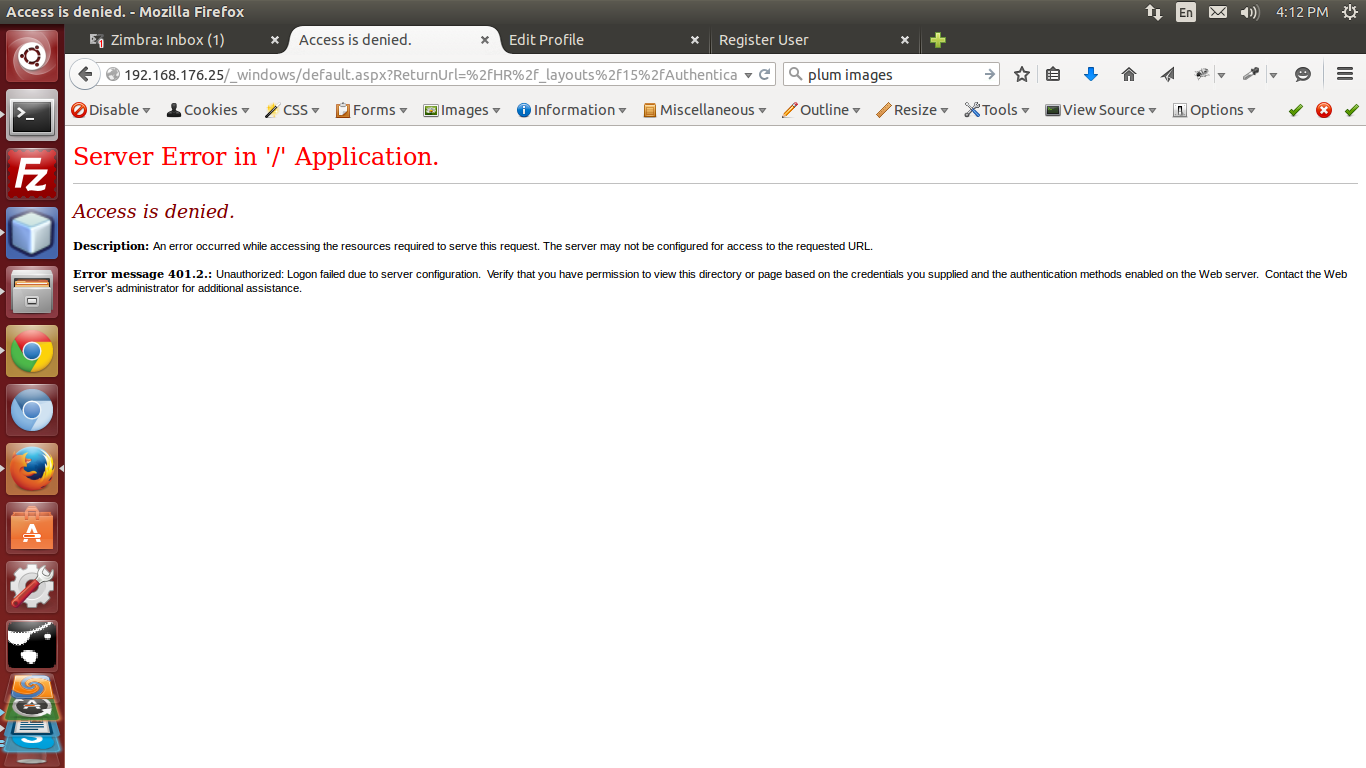 Access is denied. - Mozilla Firefox
En
4:12 PM
Zimbra: Inbox (1)
Access is denied.
Edit Profile
Register User
192.168.176.25/_windows/default.aspx?ReturnUrl=%2fHR%2f_layouts%2f15%2fAuthentica
plum images
Disable
Cookies
CSS
Forms
Images
Information
Miscellaneous
Outline
Resize
Tools
View Source
Options
Server Error in '/' Application.
Access is denied.
Description: An error occurred while accessing the resources required to serve this request. The server may not be configured for access to the requested URL.
Error message 401.2.: Unauthorized: Logon failed due to server configuration.  Verify that you have permission to view this directory or page based on the credentials you supplied and the authentication methods enabled on the Web server.  Contact the Web
server's administrator for additional assistance.
Fz